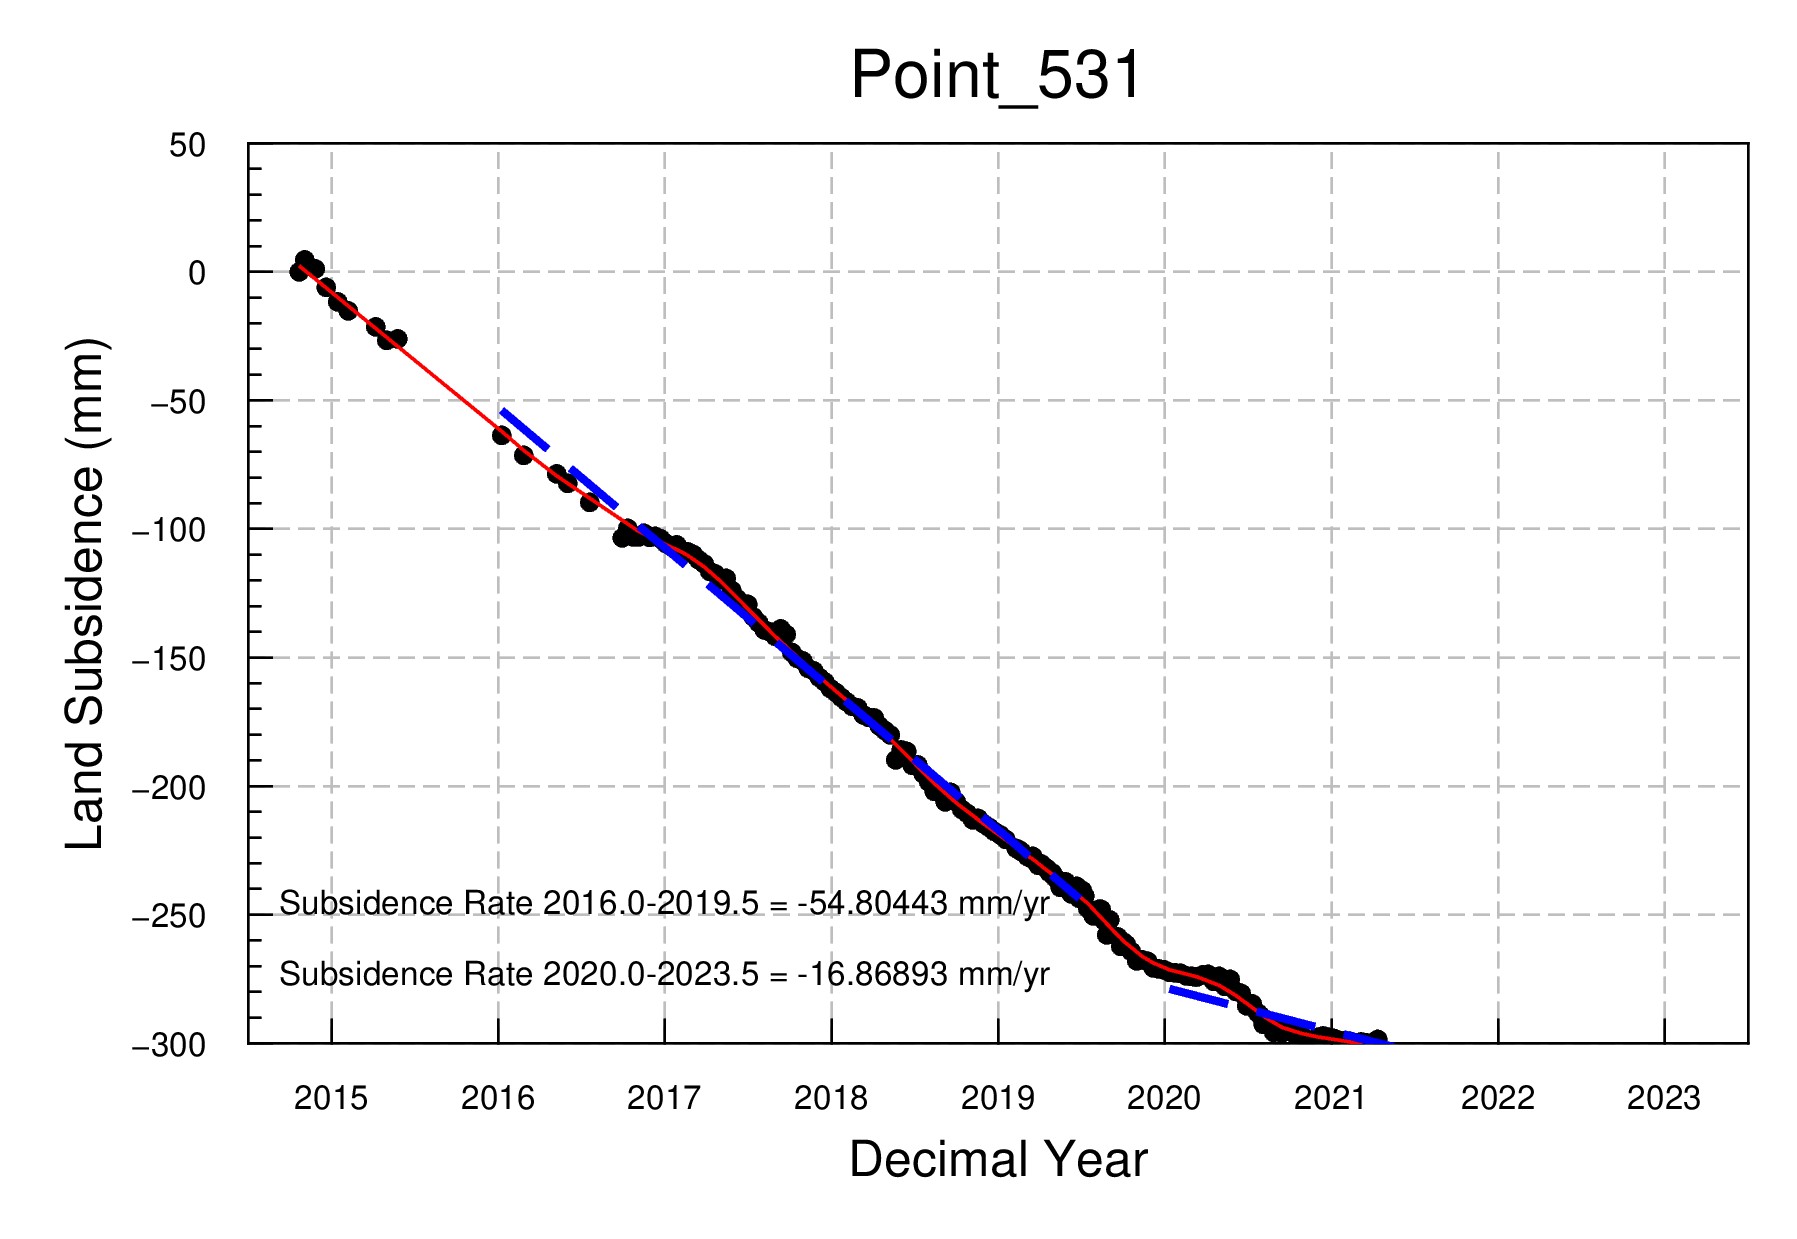 Point_531
50
0
−50
−100
−150
−200
−250
−300
Land Subsidence (mm)
Subsidence Rate 2016.0-2019.5 = -54.80443 mm/yr
Subsidence Rate 2020.0-2023.5 = -16.86893 mm/yr
2015 2016 2017 2018 2019 2020 2021 2022 2023
Decimal Year